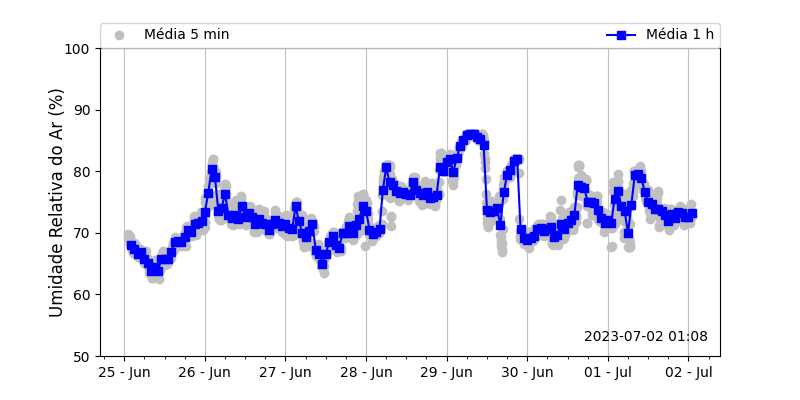 Média 5 min
Média 1 h
Umidade Relativa do Ar (%)
100
90
80
70
60
50
2023-07-02 01:08
25 - Jun
26 - Jun
27 - Jun
28 - Jun
29 - Jun
30 - Jun
01 - Jul
02 - Jul